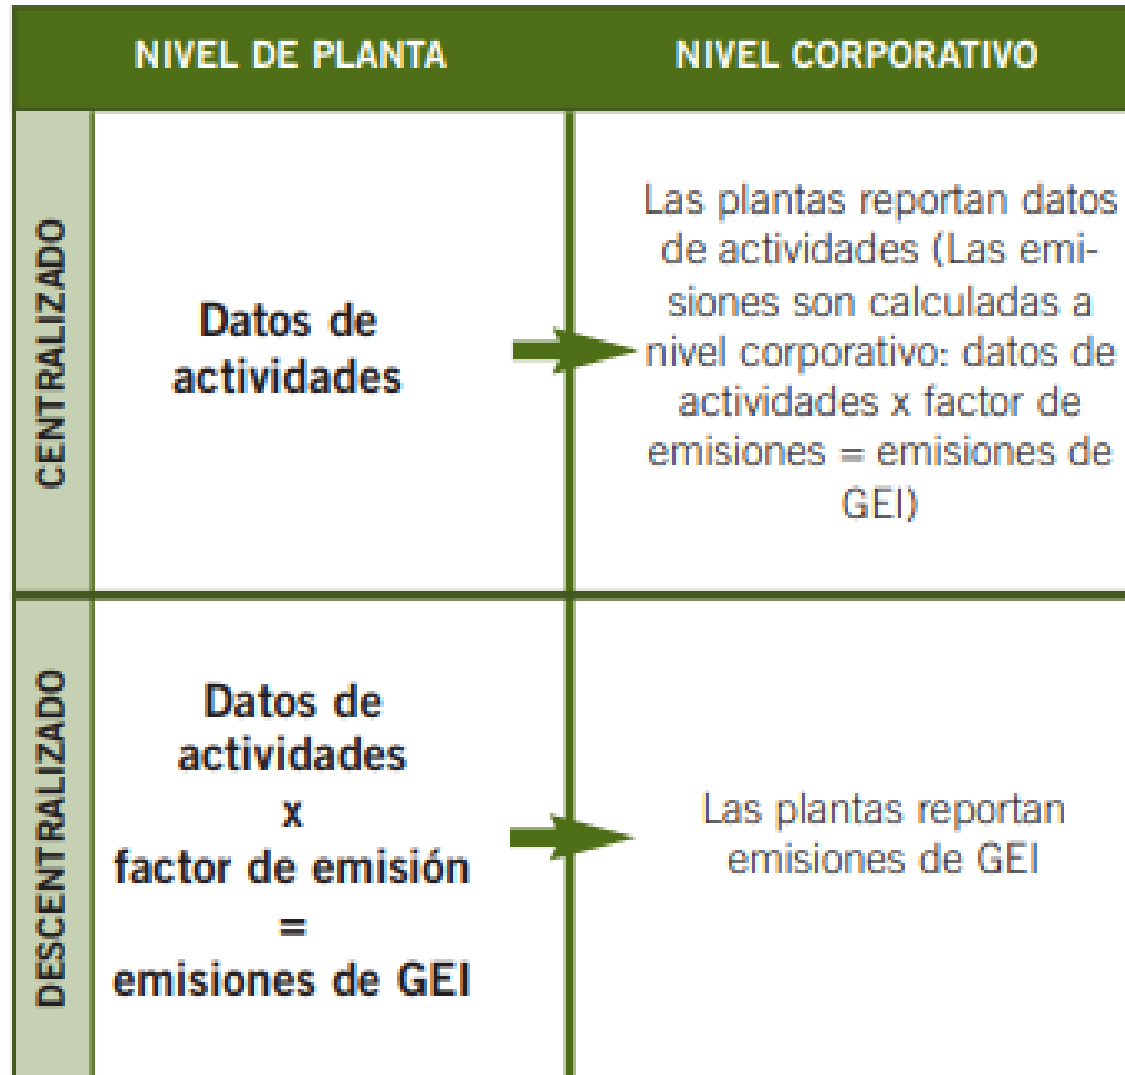 NIVEL DE PLANTA
NIVEL CORPORATIVO
CENTRALIZADO
Datos de
actividades
Las plantas reportan datos
de actividades (Las emi-
siones son calculadas a
nivel corporativo: datos de
actividades x factor de
emisiones = emisiones de
GEI)
DESCENTRALIZADO
Datos de
actividades
x
factor de emisión
=
emisiones de GEI
Las plantas reportan
emisiones de GEI